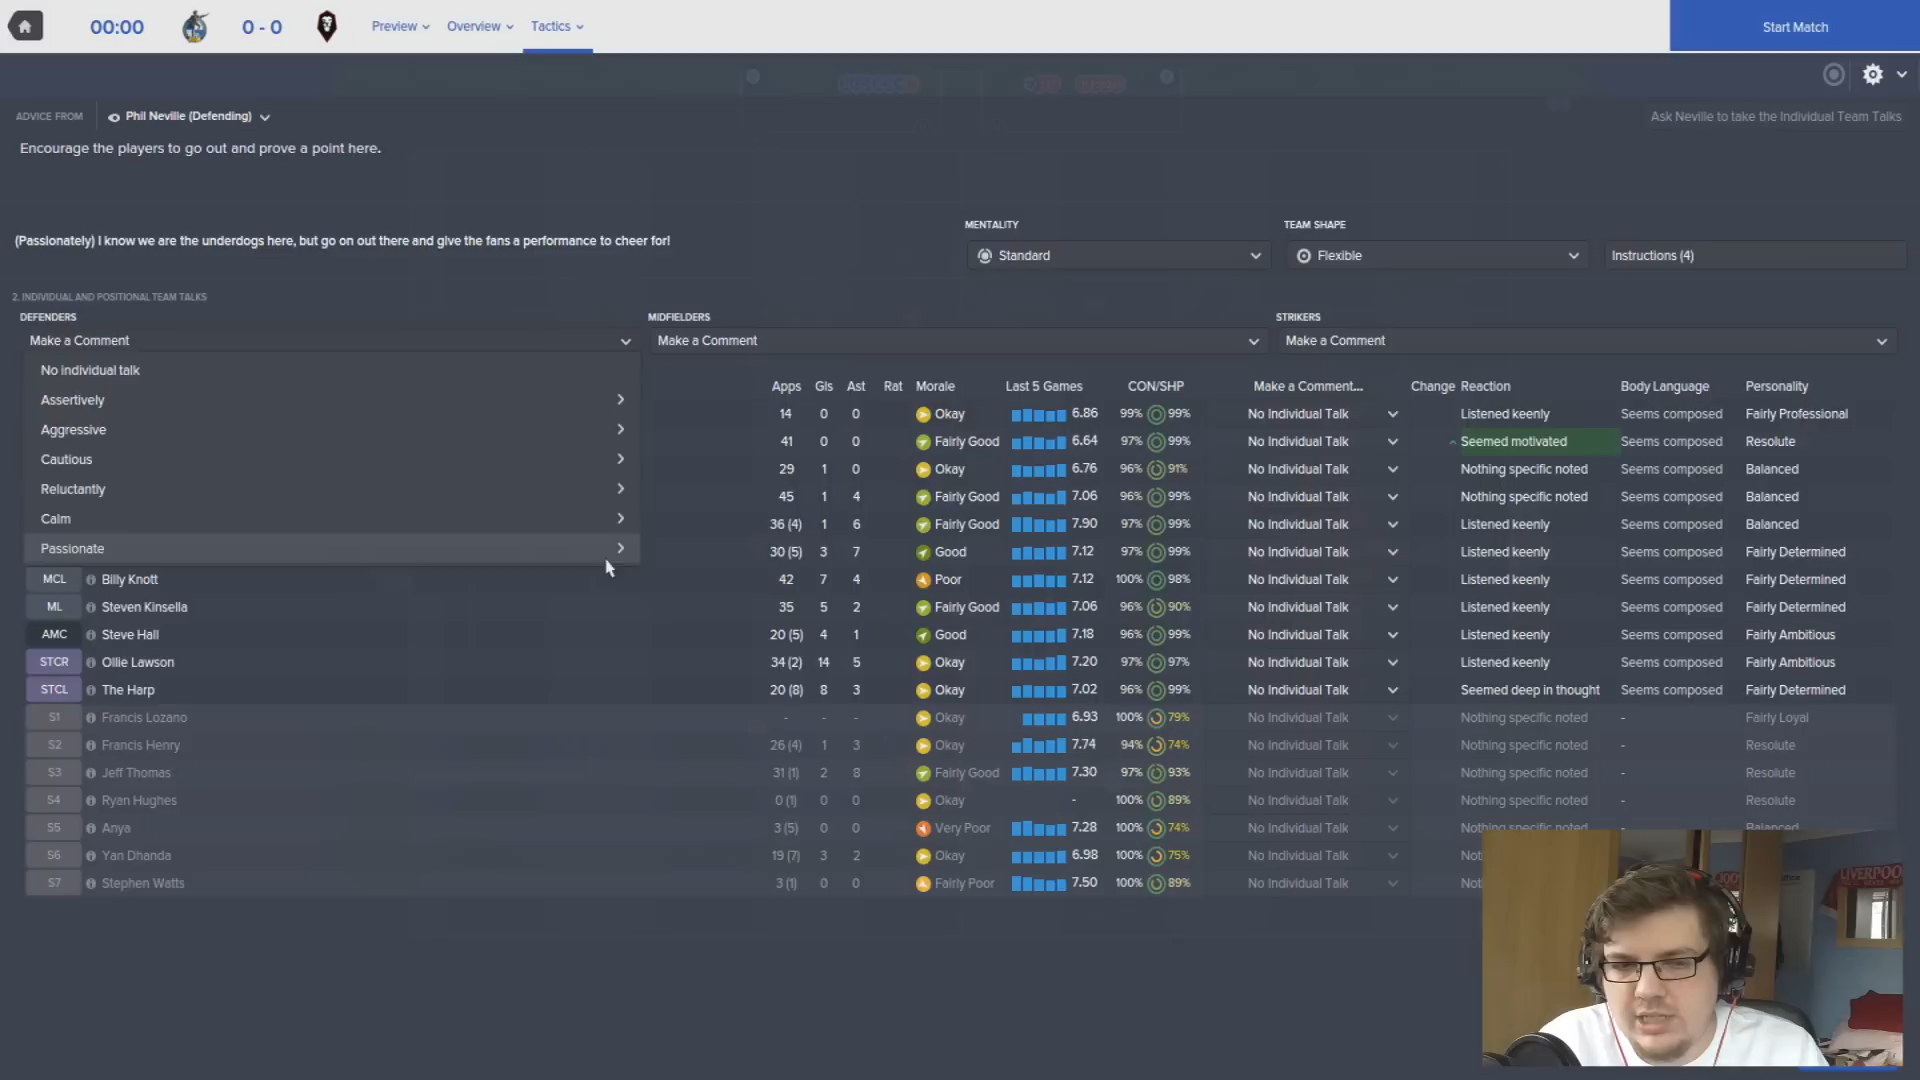 00:00 0 - 0 Preview Overview Tactics Start Match
ADVICE FROM Phil Neville (Defending) Ask Neville to take the Individual Team Talks
Encourage the players to go out and prove a point here.
MENTALITY TEAM SHAPE
(Passionately) I know we are the underdogs here, but go on out there and give the fans a performance to cheer for!
Standard Flexible Instructions (4)
2. INDIVIDUAL AND POSITIONAL TEAM TALKS
DEFENDERS MIDFIELDERS STRIKERS
Make a Comment Make a Comment Make a Comment
No individual talk
Assertively
Aggressive
Cautious
Reluctantly
Calm
Passionate
Apps Gls Ast Rat Morale Last 5 Games CON/SHP Make a Comment... Change Reaction Body Language Personality
14 0 0 Okay 6.86 99% 99% No Individual Talk Listened keenly Seems composed Fairly Professional
41 0 0 Fairly Good 6.64 97% 99% No Individual Talk Seemed motivated Seems composed Resolute
29 1 0 Okay 6.76 96% 91% No Individual Talk Nothing specific noted Seems composed Balanced
45 1 4 Fairly Good 7.06 96% 99% No Individual Talk Nothing specific noted Seems composed Balanced
36 (4) 1 6 Fairly Good 7.90 97% 99% No Individual Talk Listened keenly Seems composed Balanced
30 (5) 3 7 Good 7.12 97% 99% No Individual Talk Listened keenly Seems composed Fairly Determined
MCL Billy Knott 42 7 4 Poor 7.12 100% 98% No Individual Talk Listened keenly Seems composed Fairly Determined
ML Steven Kinsella 35 5 2 Fairly Good 7.06 96% 90% No Individual Talk Listened keenly Seems composed Fairly Determined
AMC Steve Hall 20 (5) 4 1 Good 7.18 96% 99% No Individual Talk Listened keenly Seems composed Fairly Ambitious
STCR Ollie Lawson 34 (2) 14 5 Okay 7.20 97% 97% No Individual Talk Listened keenly Seems composed Fairly Ambitious
STCL The Harp 20 (8) 8 3 Okay 7.02 96% 99% No Individual Talk Seemed deep in thought Seems composed Fairly Determined
S1 Francis Lozano - - - Okay 6.93 100% 79% No Individual Talk Nothing specific noted - Fairly Loyal
S2 Francis Henry 26 (4) 1 3 Okay 7.74 94% 74% No Individual Talk Nothing specific noted - Resolute
S3 Jeff Thomas 31 (1) 2 8 Fairly Good 7.30 97% 93% No Individual Talk Nothing specific noted - Resolute
S4 Ryan Hughes 0 (1) 0 0 Okay - 100% 89% No Individual Talk Nothing specific noted - Resolute
S5 Anya 3 (5) 0 0 Very Poor 7.28 100% 74% No Individual Talk Nothing specific noted - Balanced
S6 Yan Dhanda 19 (7) 3 2 Okay 6.98 100% 75% No Individual Talk Not
S7 Stephen Watts 3 (1) 0 0 Fairly Poor 7.50 100% 89% No Individual Talk Not
LIVERPOO